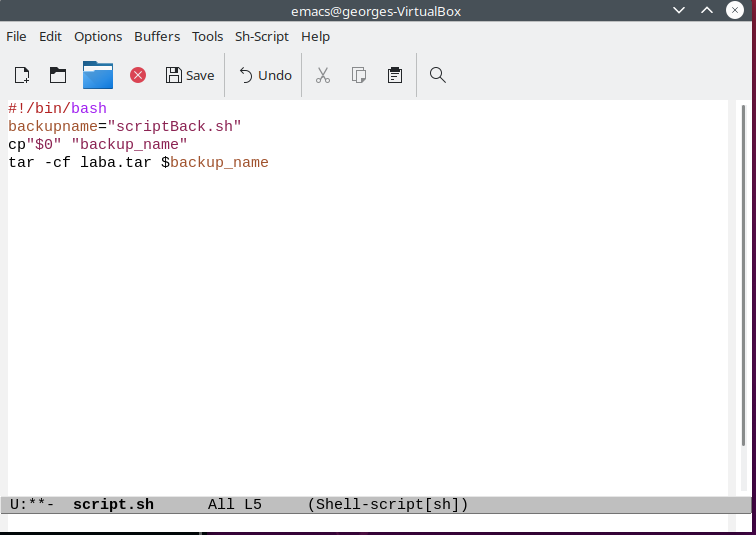 emacs@georges-VirtualBox
File Edit Options Buffers Tools Sh-Script Help
Save Undo
#!/bin/bash
backupname="scriptBack.sh"
cp"$0" "backup_name"
tar -cf laba.tar $backup_name
U:**- script.sh All L5 (Shell-script[sh])